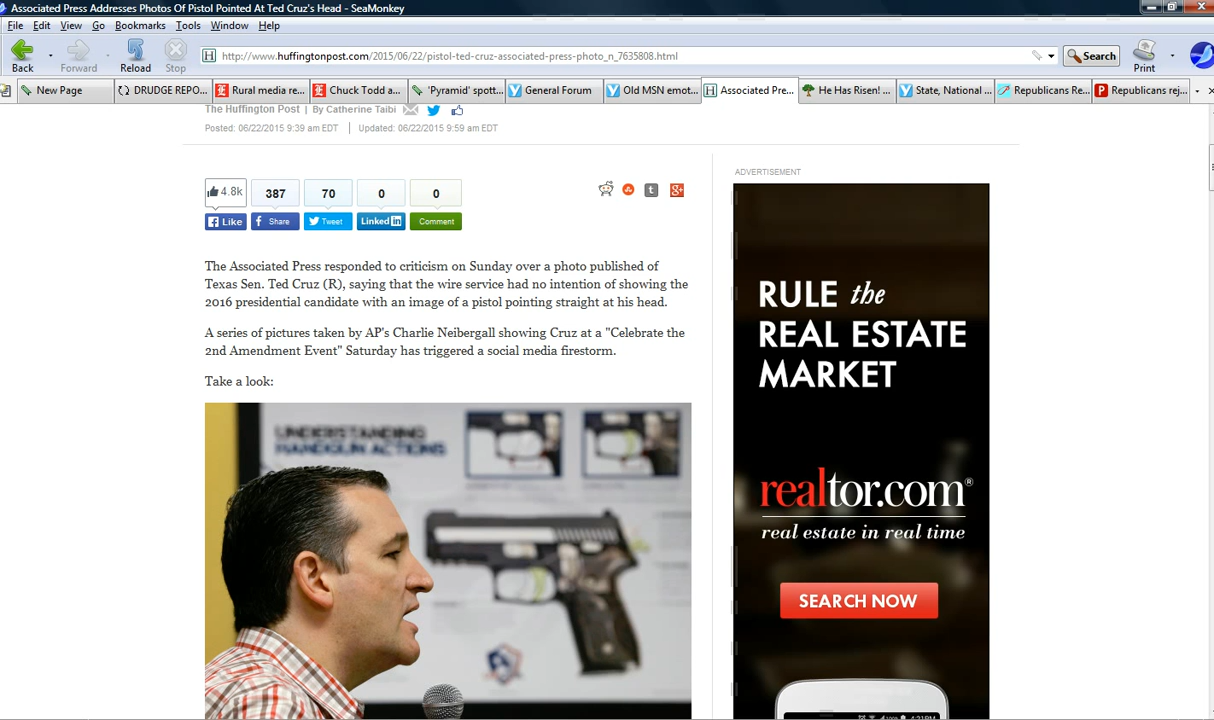 Associated Press Addresses Photos Of Pistol Pointed At Ted Cruz's Head - SeaMonkey
File Edit View Go Bookmarks Tools Window Help
Back Forward Reload Stop
http://www.huffingtonpost.com/2015/06/22/pistol-ted-cruz-associated-press-photo_n_7635808.html
Search Print
New Page
DRUDGE REPO...
Rural media re...
Chuck Todd a...
'Pyramid' spott...
General Forum
Old MSN emot...
Associated Pre...
He Has Risen! ...
State, National ...
Republicans Re...
Republicans rej...
The Huffington Post | By Catherine Taibi
Posted: 06/22/2015 9:39 am EDT | Updated: 06/22/2015 9:59 am EDT
4.8k 387 70 0 0
Like Share Tweet Linked in Comment
The Associated Press responded to criticism on Sunday over a photo published of
Texas Sen. Ted Cruz (R), saying that the wire service had no intention of showing the
2016 presidential candidate with an image of a pistol pointing straight at his head.
A series of pictures taken by AP's Charlie Neibergall showing Cruz at a "Celebrate the
2nd Amendment Event" Saturday has triggered a social media firestorm.
Take a look:
UNDERSTANDING
HANDGUN ACTIONS
ADVERTISEMENT
RULE the
REAL ESTATE
MARKET
realtor.com®
real estate in real time
SEARCH NOW